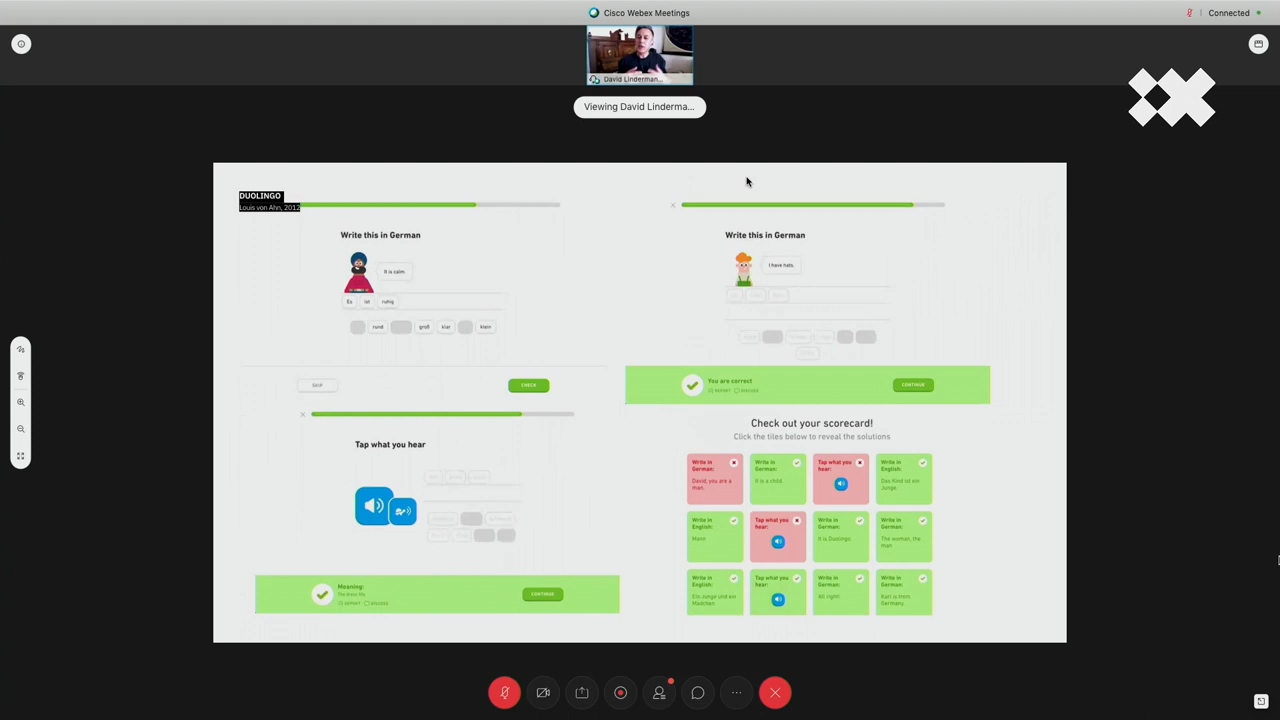 Cisco Webex Meetings
Connected
David Linderman...
Viewing David Linderma...
DUOLINGO
Louis von Ahn, 2012
Write this in German
It is calm.
Es ist ruhig
rund groß klar klein
SKIP
CHECK
Write this in German
I have hats.
You are correct
REPORT DISCUSS
CONTINUE
Tap what you hear
Meaning:
REPORT DISCUSS
CONTINUE
Check out your scorecard!
Click the tiles below to reveal the solutions
Write in German:
David, you are a man.
Write in German:
It is a child.
Tap what you hear:
Write in English:
Das Kind ist ein Junge.
Write in English:
Mann
Tap what you hear:
Write in German:
It is Duolingo.
Write in German:
The woman, the man
Write in English:
Ein Junge und ein Mädchen
Tap what you hear:
Write in German:
All right!
Write in German:
Karl is from Germany.